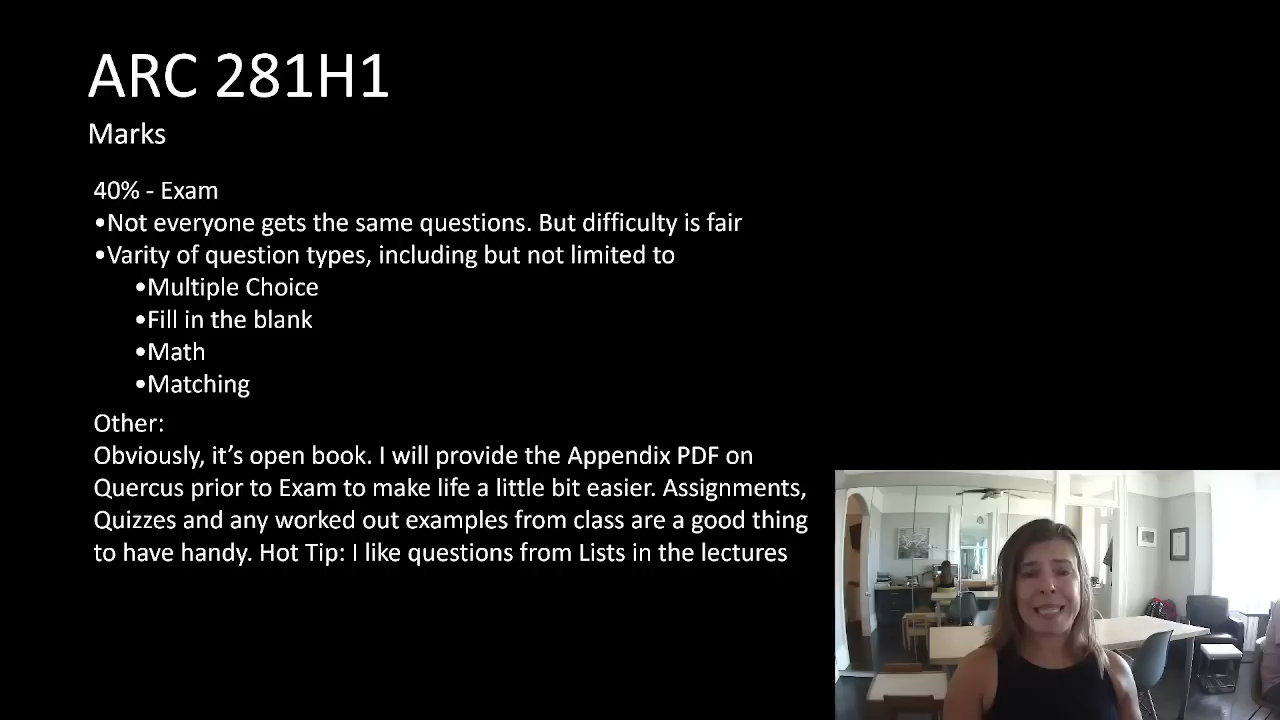 ARC 281H1
Marks
40% - Exam
•Not everyone gets the same questions. But difficulty is fair
•Varity of question types, including but not limited to
•Multiple Choice
•Fill in the blank
•Math
•Matching
Other:
Obviously, it’s open book. I will provide the Appendix PDF on
Quercus prior to Exam to make life a little bit easier. Assignments,
Quizzes and any worked out examples from class are a good thing
to have handy. Hot Tip: I like questions from Lists in the lectures